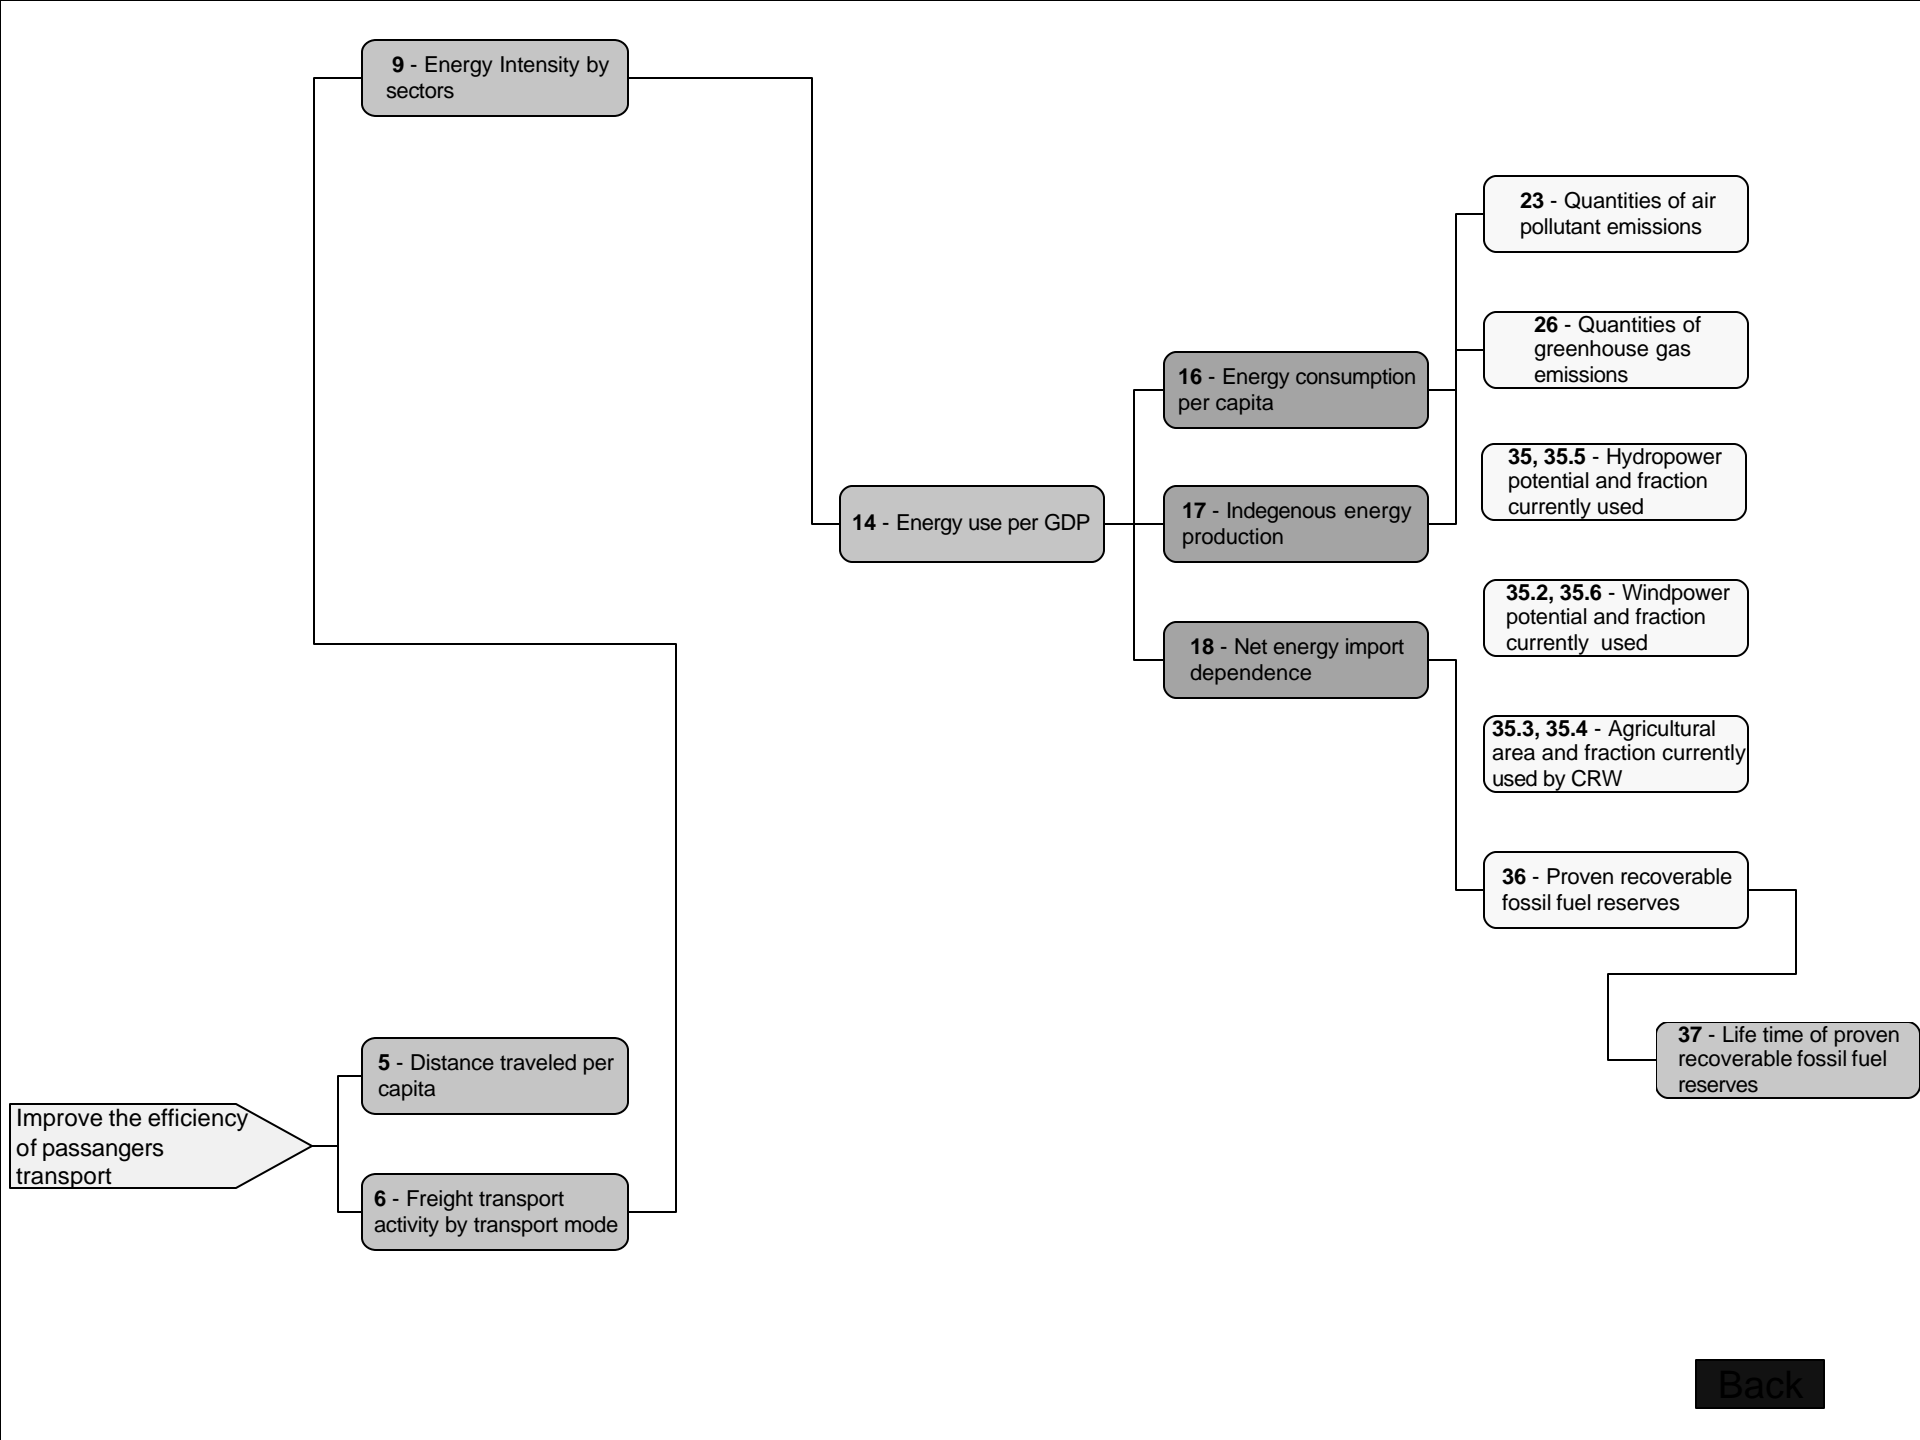 9 - Energy Intensity by
sectors
23 - Quantities of air
pollutant emissions
26 - Quantities of
greenhouse gas
emissions
16 - Energy consumption
per capita
35, 35.5 - Hydropower
potential and fraction
currently used
14 - Energy use per GDP
17 - Indegenous energy
production
35.2, 35.6 - Windpower
potential and fraction
currently used
18 - Net energy import
dependence
35.3, 35.4 - Agricultural
area and fraction currently
used by CRW
36 - Proven recoverable
fossil fuel reserves
37 - Life time of proven
recoverable fossil fuel
reserves
5 - Distance traveled per
capita
Improve the efficiency
of passangers
transport
6 - Freight transport
activity by transport mode
Back